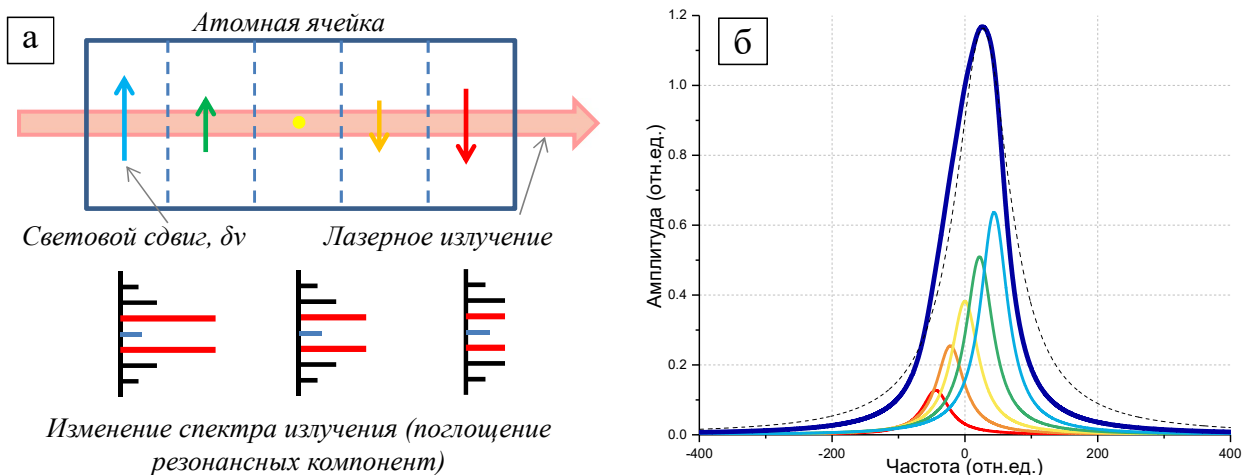 а
Атомная ячейка
Световой сдвиг, δν
Лазерное излучение
Изменение спектра излучения (поглощение
резонансных компонент)
б
Амплитуда (отн.ед.)
1.2
1.0
0.8
0.6
0.4
0.2
0.0
-400
-200
0
200
400
Частота (отн.ед.)